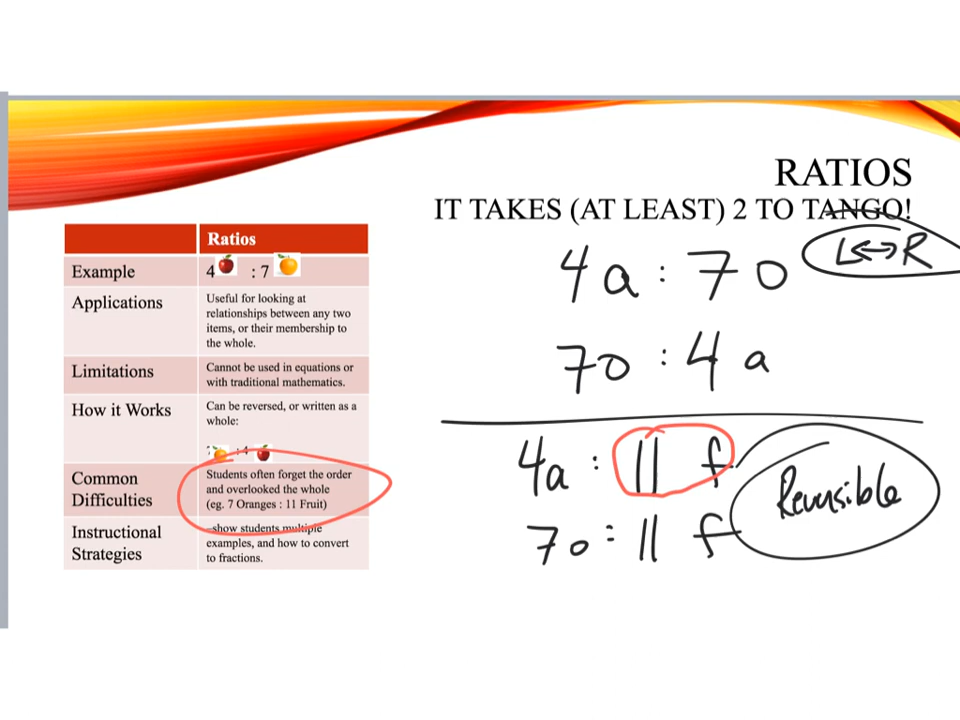 RATIOS
IT TAKES (AT LEAST) 2 TO TANGO!
Ratios
Example
4 : 7
Applications
Useful for looking at
relationships between any two
items, or their membership to
the whole.
Limitations
Cannot be used in equations or
with traditional mathematics.
How it Works
Can be reversed, or written as a
whole:
Common
Difficulties
Students often forget the order
and overlooked the whole
(eg. 7 Oranges : 11 Fruit)
Instructional
Strategies
-show students multiple
examples, and how to convert
to fractions.
4a : 7o
L↔R
7o : 4a
4a : 11 f
7o : 11 f
Reversible